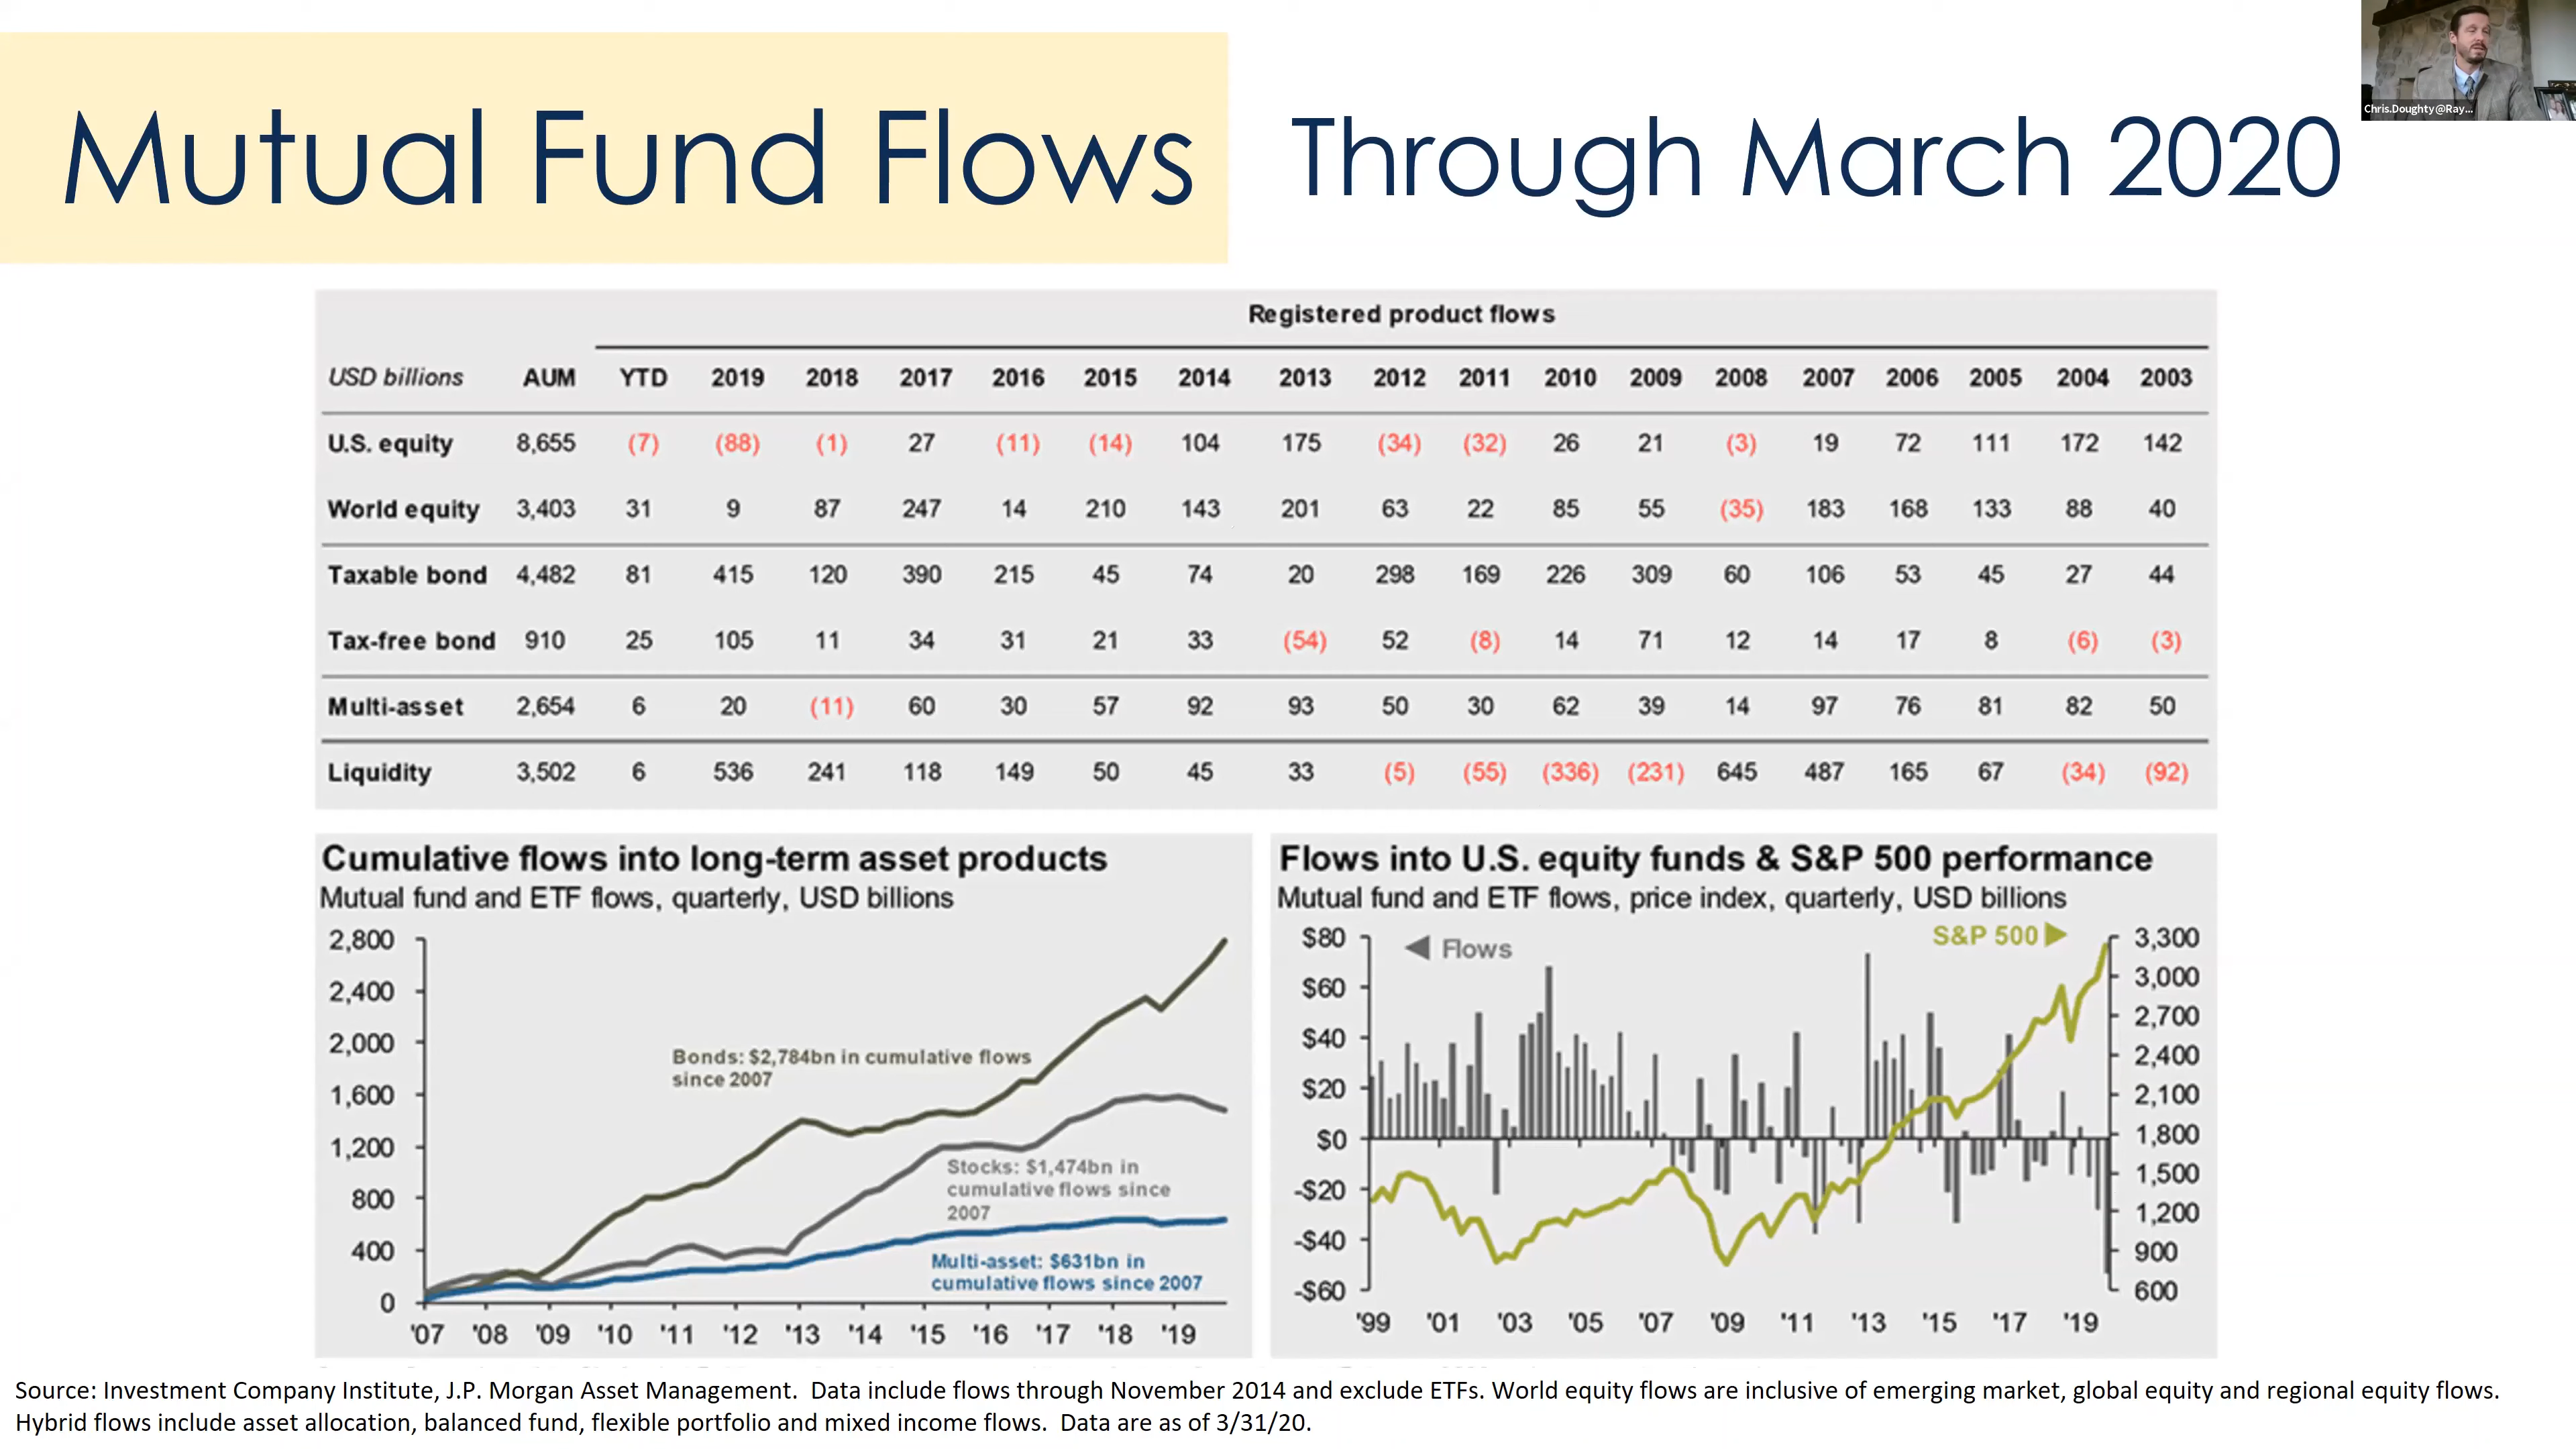 Mutual Fund Flows Through March 2020
Chris.Doughty@Ray...
Registered product flows
USD billions AUM YTD 2019 2018 2017 2016 2015 2014 2013 2012 2011 2010 2009 2008 2007 2006 2005 2004 2003
U.S. equity 8,655 (7) (88) (1) 27 (11) (14) 104 175 (34) (32) 26 21 (3) 19 72 111 172 142
World equity 3,403 31 9 87 247 14 210 143 201 63 22 85 55 (35) 183 168 133 88 40
Taxable bond 4,482 81 415 120 390 215 45 74 20 298 169 226 309 60 106 53 45 27 44
Tax-free bond 910 25 105 11 34 31 21 33 (54) 52 (8) 14 71 12 14 17 8 (6) (3)
Multi-asset 2,654 6 20 (11) 60 30 57 92 93 50 30 62 39 14 97 76 81 82 50
Liquidity 3,502 6 536 241 118 149 50 45 33 (5) (55) (336) (231) 645 487 165 67 (34) (92)
Cumulative flows into long-term asset products
Mutual fund and ETF flows, quarterly, USD billions
2,800
2,400
2,000
1,600
1,200
800
400
0
Bonds: $2,784bn in cumulative flows
since 2007
Stocks: $1,474bn in
cumulative flows since
2007
Multi-asset: $631bn in
cumulative flows since 2007
'07 '08 '09 '10 '11 '12 '13 '14 '15 '16 '17 '18 '19
Flows into U.S. equity funds & S&P 500 performance
Mutual fund and ETF flows, price index, quarterly, USD billions
Flows
S&P 500
$80
$60
$40
$20
$0
-$20
-$40
-$60
3,300
3,000
2,700
2,400
2,100
1,800
1,500
1,200
900
600
'99 '01 '03 '05 '07 '09 '11 '13 '15 '17 '19
Source: Investment Company Institute, J.P. Morgan Asset Management. Data include flows through November 2014 and exclude ETFs. World equity flows are inclusive of emerging market, global equity and regional equity flows.
Hybrid flows include asset allocation, balanced fund, flexible portfolio and mixed income flows. Data are as of 3/31/20.